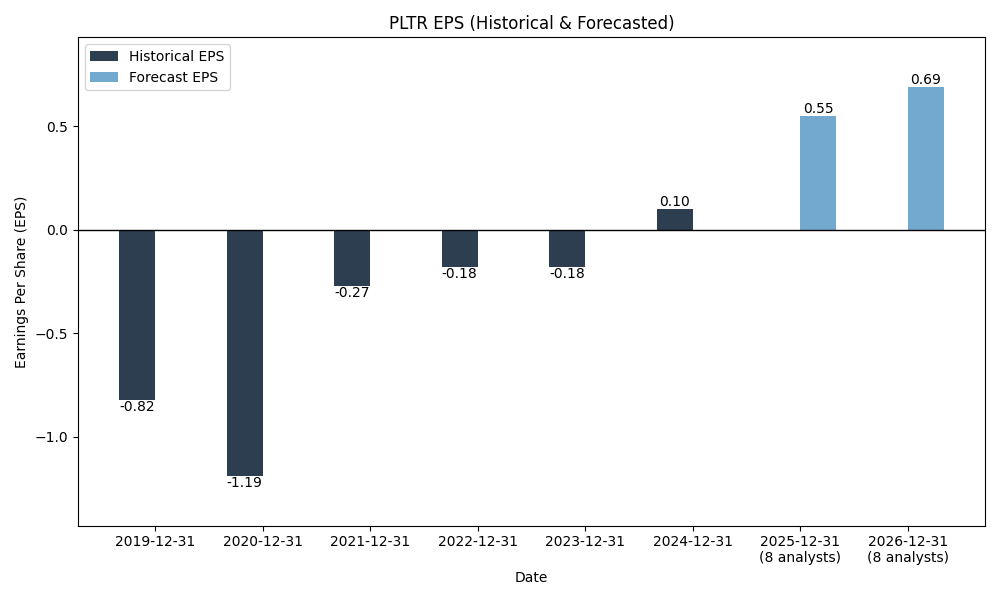 PLTR EPS (Historical & Forecasted)
Historical EPS
Forecast EPS
Earnings Per Share (EPS)
0.5
0.0
−0.5
−1.0
-0.82
-1.19
-0.27
-0.18
-0.18
0.10
0.55
0.69
2019-12-31
2020-12-31
2021-12-31
2022-12-31
2023-12-31
2024-12-31
2025-12-31
(8 analysts)
2026-12-31
(8 analysts)
Date